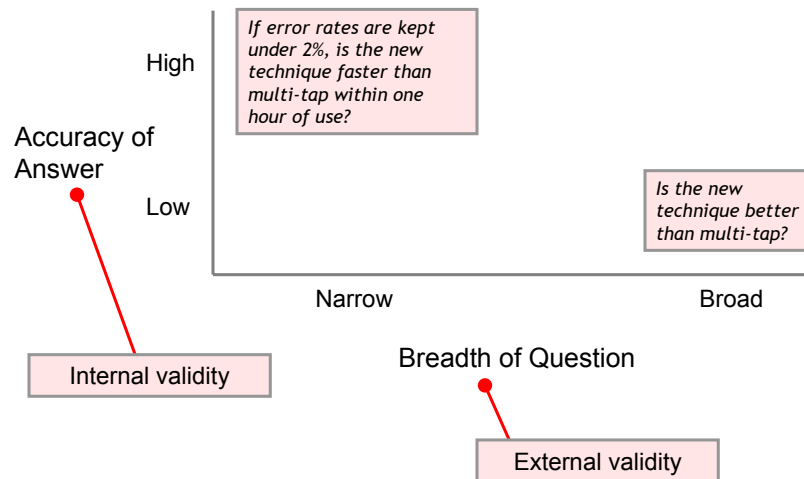 If error rates are kept
under 2%, is the new
technique faster than
multi-tap within one
hour of use?
High
Accuracy of
Answer
Low
Is the new
technique better
than multi-tap?
Narrow
Broad
Internal validity
Breadth of Question
External validity